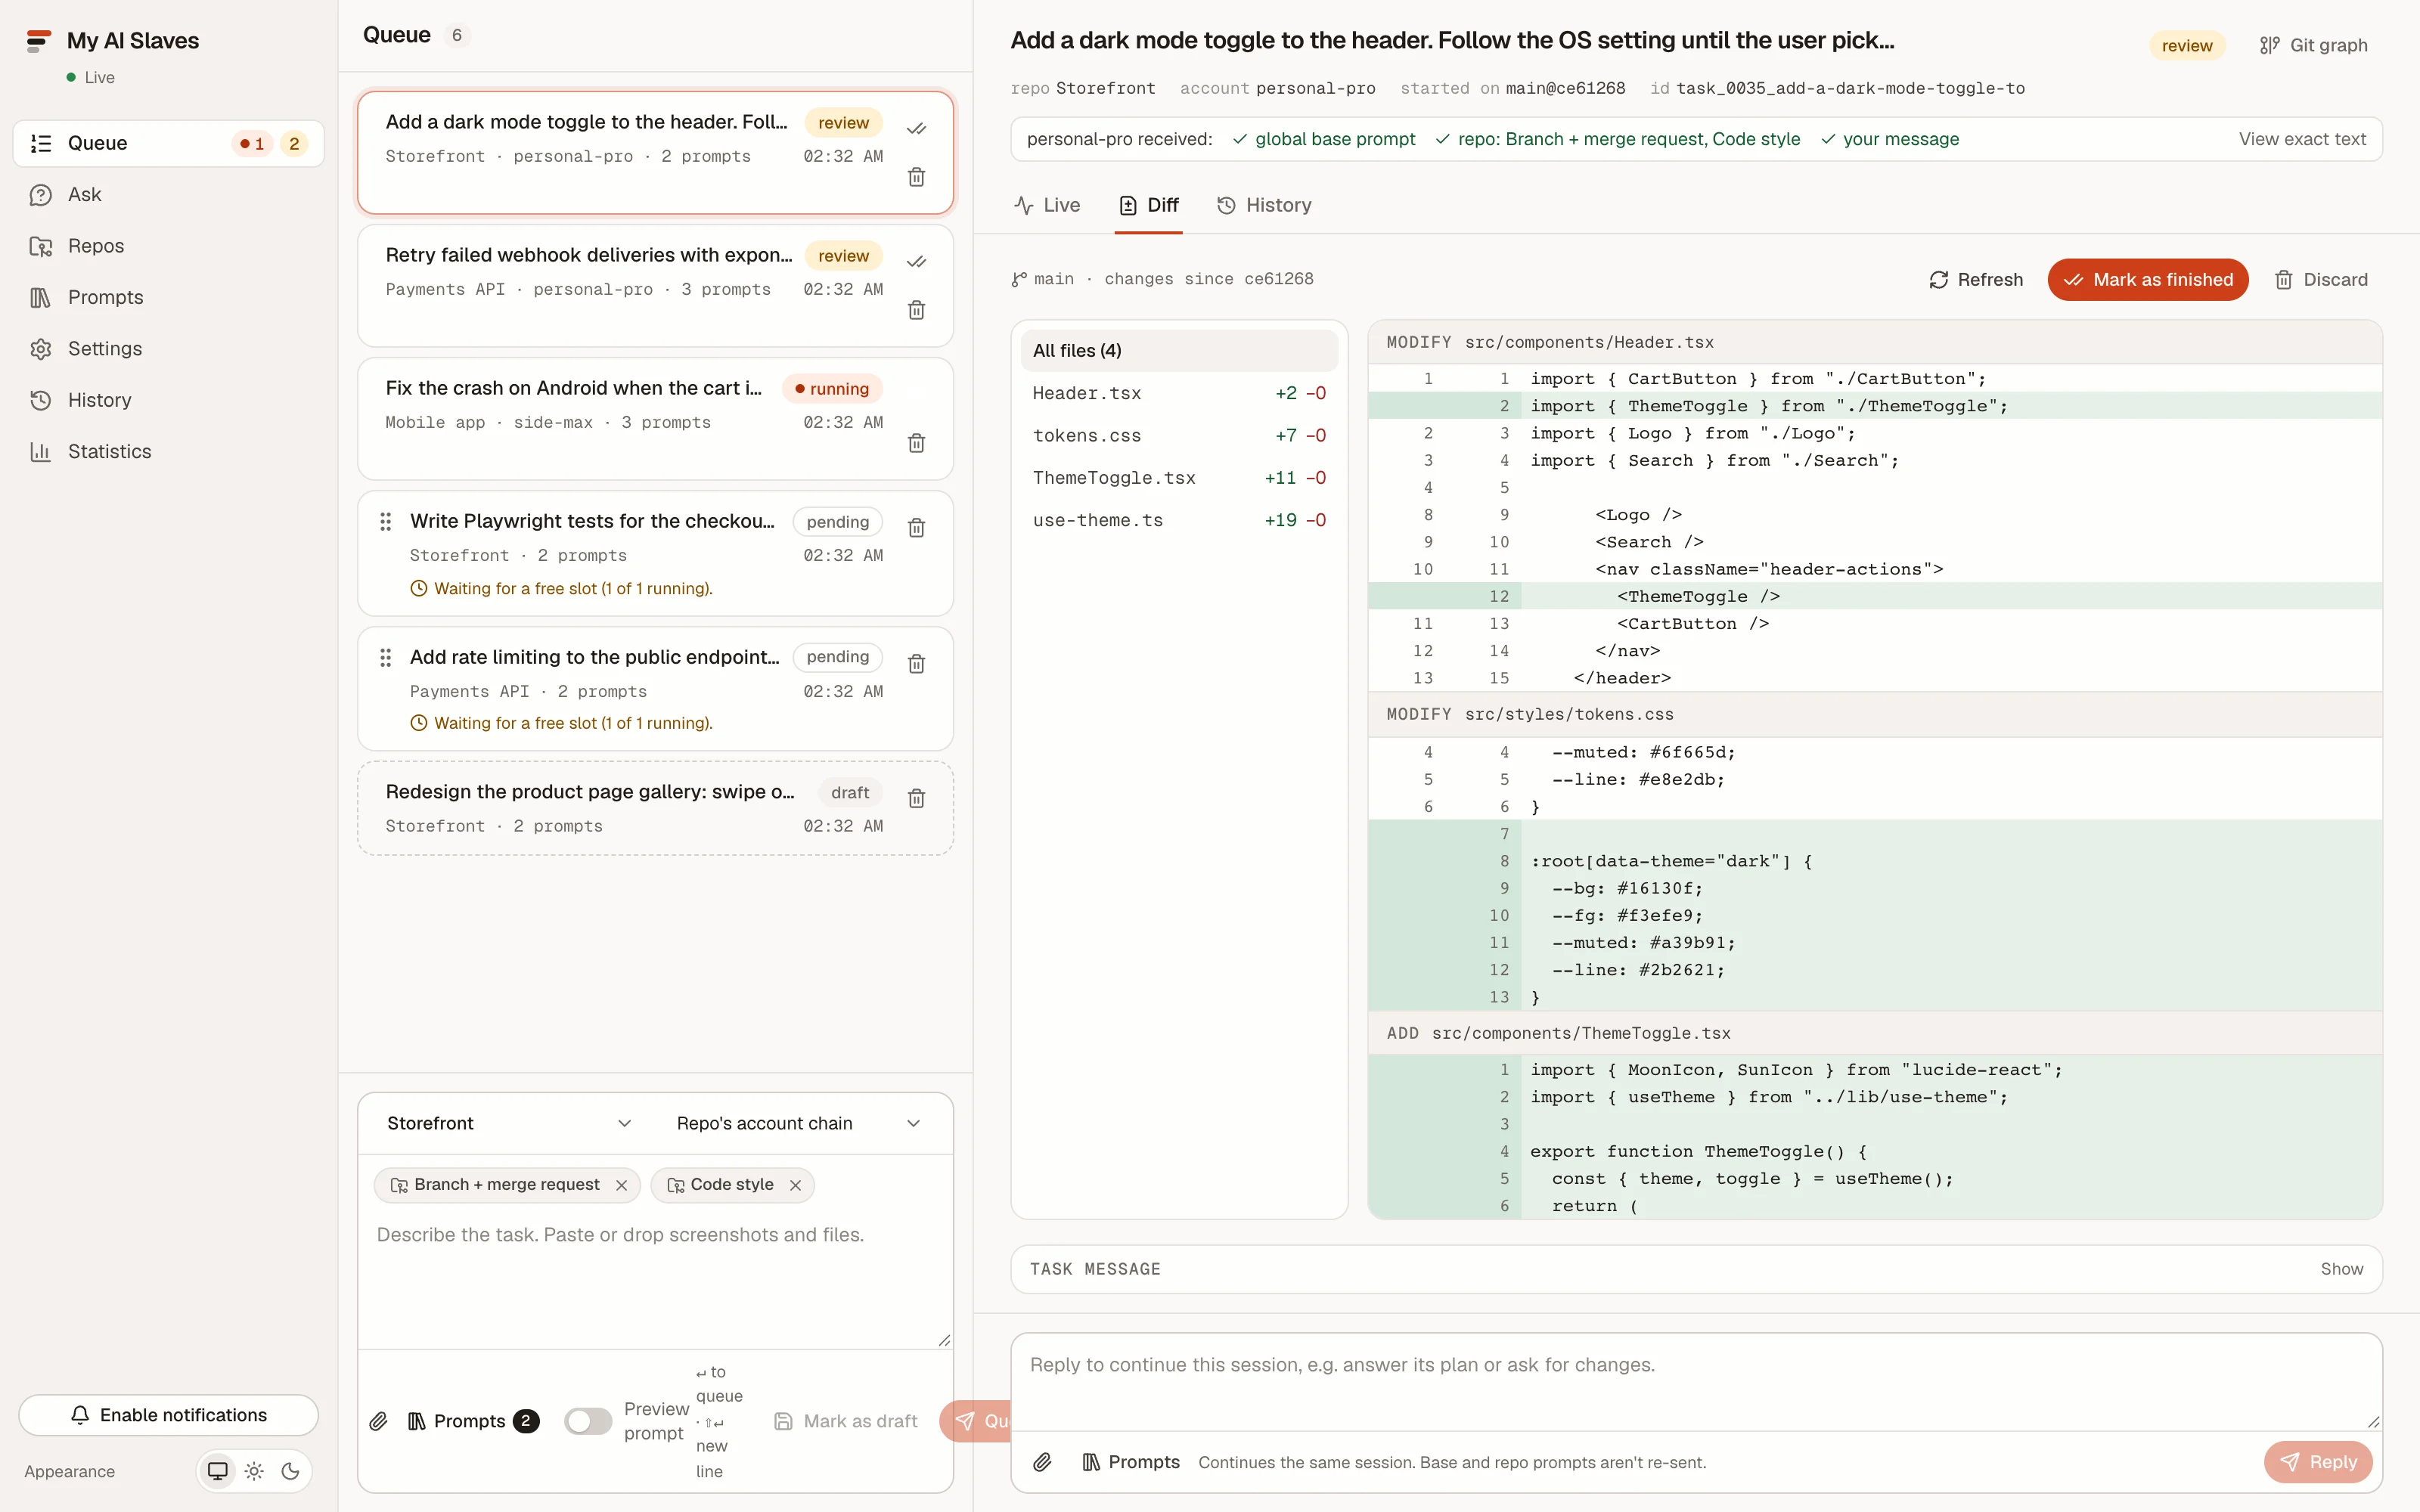 My AI Slaves
Live
Queue 1 2
Ask
Repos
Prompts
Settings
History
Statistics
Enable notifications
Appearance
Queue 6
Add a dark mode toggle to the header. Foll... review
Storefront · personal-pro · 2 prompts 02:32 AM
Retry failed webhook deliveries with expon... review
Payments API · personal-pro · 3 prompts 02:32 AM
Fix the crash on Android when the cart i... running
Mobile app · side-max · 3 prompts 02:32 AM
Write Playwright tests for the checkou... pending
Storefront · 2 prompts 02:32 AM
Waiting for a free slot (1 of 1 running).
Add rate limiting to the public endpoint... pending
Payments API · 2 prompts 02:32 AM
Waiting for a free slot (1 of 1 running).
Redesign the product page gallery: swipe o... draft
Storefront · 2 prompts 02:32 AM
Storefront Repo's account chain
Branch + merge request Code style
Describe the task. Paste or drop screenshots and files.
Prompts 2
Preview
prompt
↵ to
queue
· ⇧↵
new
line
Mark as draft
Add a dark mode toggle to the header. Follow the OS setting until the user pick...
review Git graph
repo Storefront account personal-pro started on main@ce61268 id task_0035_add-a-dark-mode-toggle-to
personal-pro received: global base prompt repo: Branch + merge request, Code style your message View exact text
Live Diff History
main · changes since ce61268
Refresh Mark as finished Discard
All files (4)
Header.tsx +2 −0
tokens.css +7 −0
ThemeToggle.tsx +11 −0
use-theme.ts +19 −0
MODIFY src/components/Header.tsx
1 1 import { CartButton } from "./CartButton";
2 import { ThemeToggle } from "./ThemeToggle";
2 3 import { Logo } from "./Logo";
3 4 import { Search } from "./Search";
4 5
8 9 <Logo />
9 10 <Search />
10 11 <nav className="header-actions">
12 <ThemeToggle />
11 13 <CartButton />
12 14 </nav>
13 15 </header>
MODIFY src/styles/tokens.css
4 4 --muted: #6f665d;
5 5 --line: #e8e2db;
6 6 }
7
8 :root[data-theme="dark"] {
9 --bg: #16130f;
10 --fg: #f3efe9;
11 --muted: #a39b91;
12 --line: #2b2621;
13 }
ADD src/components/ThemeToggle.tsx
1 import { MoonIcon, SunIcon } from "lucide-react";
2 import { useTheme } from "../lib/use-theme";
3
4 export function ThemeToggle() {
5 const { theme, toggle } = useTheme();
6 return (
TASK MESSAGE Show
Reply to continue this session, e.g. answer its plan or ask for changes.
Prompts Continues the same session. Base and repo prompts aren't re-sent. Reply